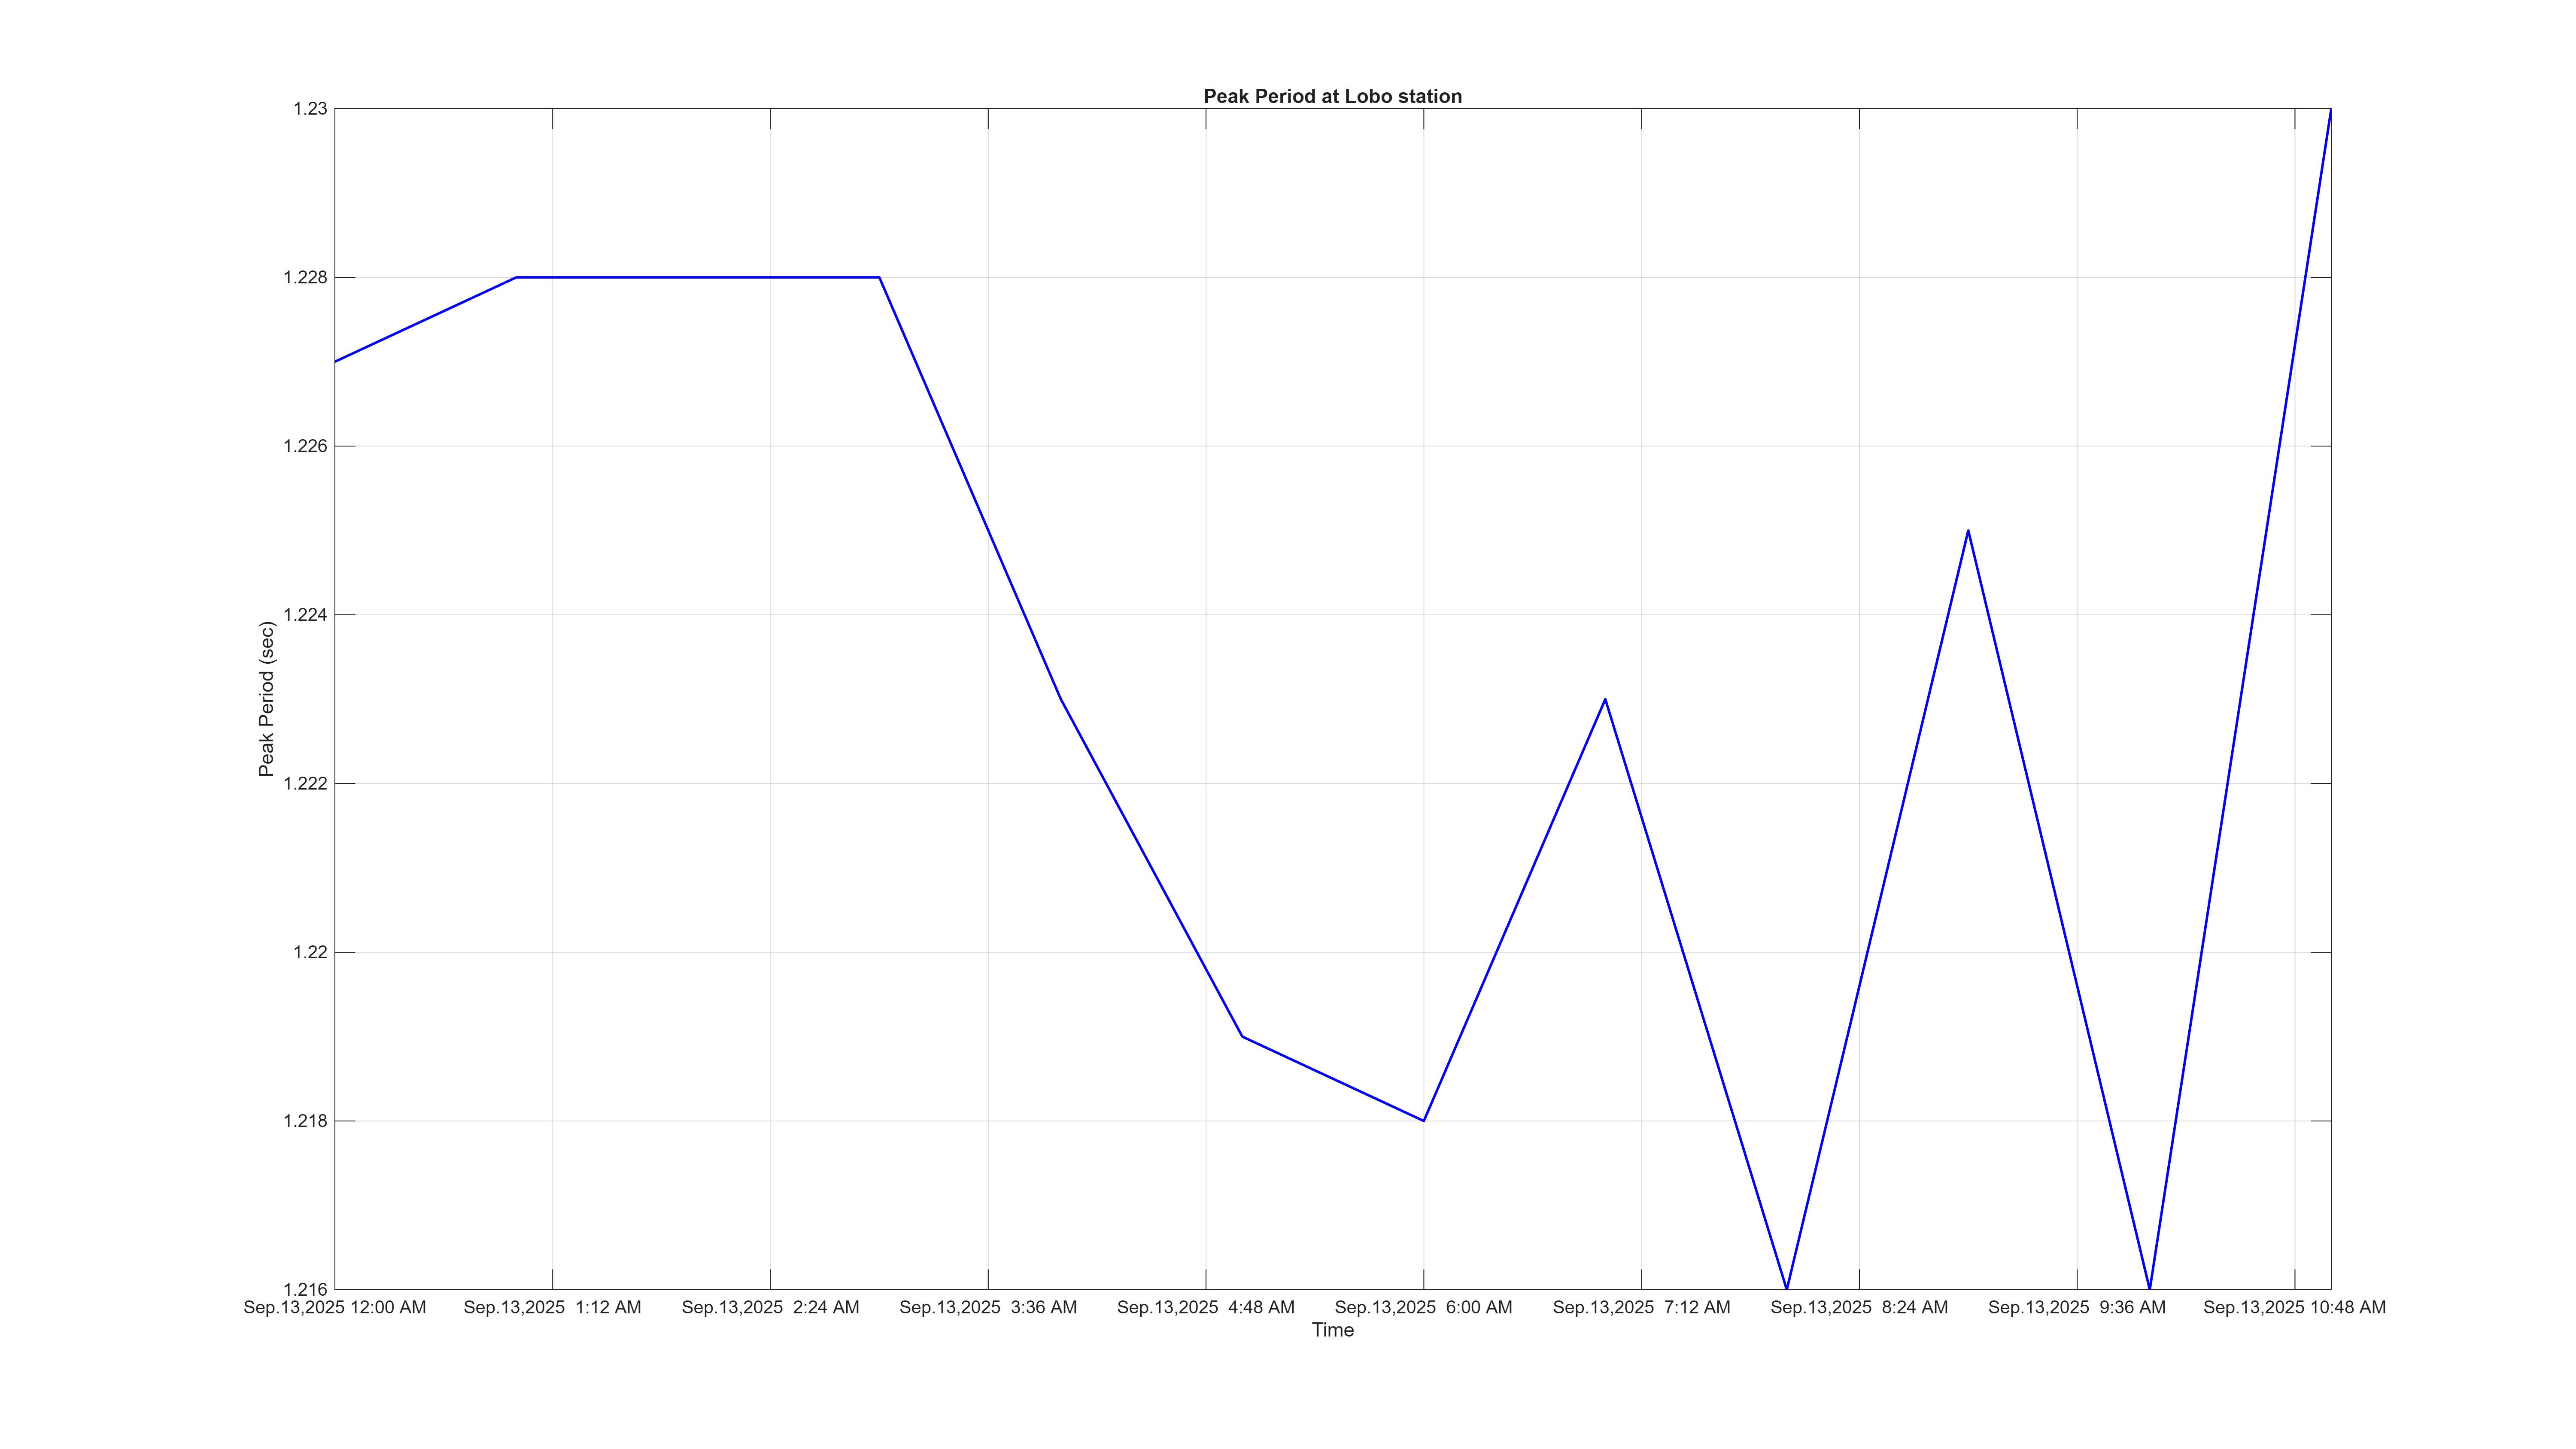 Peak Period at Lobo station
1.23
1.228
1.226
1.224
1.222
1.22
1.218
1.216
Peak Period (sec)
Sep.13,2025 12:00 AM
Sep.13,2025  1:12 AM
Sep.13,2025  2:24 AM
Sep.13,2025  3:36 AM
Sep.13,2025  4:48 AM
Sep.13,2025  6:00 AM
Sep.13,2025  7:12 AM
Sep.13,2025  8:24 AM
Sep.13,2025  9:36 AM
Sep.13,2025 10:48 AM
Time